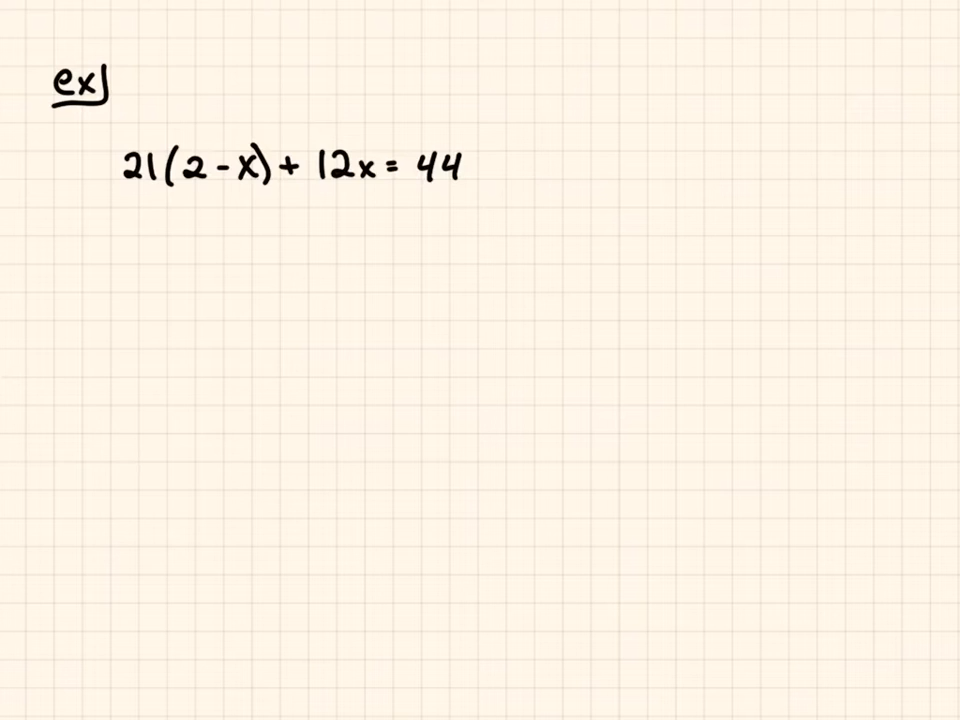 ex)
21(2-x)+ 12x = 44